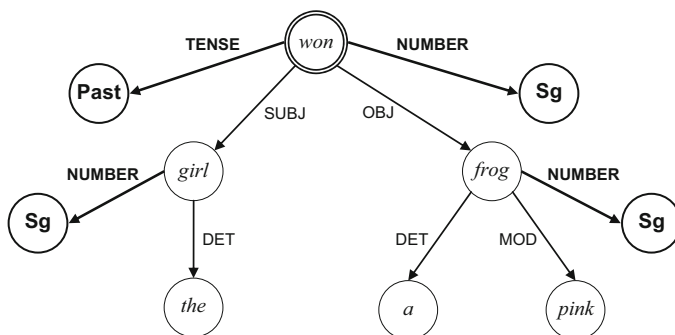 won
TENSE NUMBER
Past Sg
SUBJ OBJ
girl frog
NUMBER NUMBER
Sg Sg
DET DET MOD
the a pink